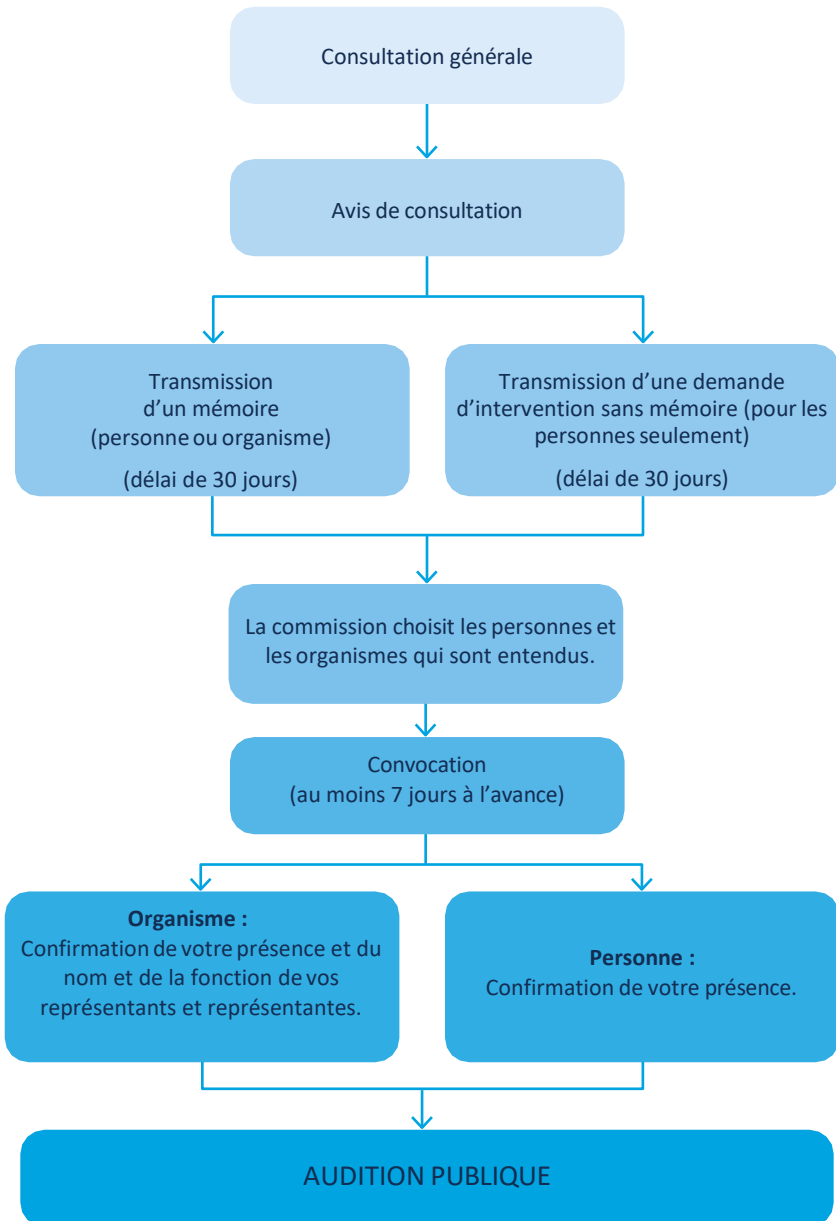 Consultation générale
Avis de consultation
Transmission
d’un mémoire
(personne ou organisme)
(délai de 30 jours)
Transmission d’une demande
d’intervention sans mémoire (pour les
personnes seulement)
(délai de 30 jours)
La commission choisit les personnes et
les organismes qui sont entendus.
Convocation
(au moins 7 jours à l’avance)
Organisme :
Confirmation de votre présence et du
nom et de la fonction de vos
représentants et représentantes.
Personne :
Confirmation de votre présence.
AUDITION PUBLIQUE